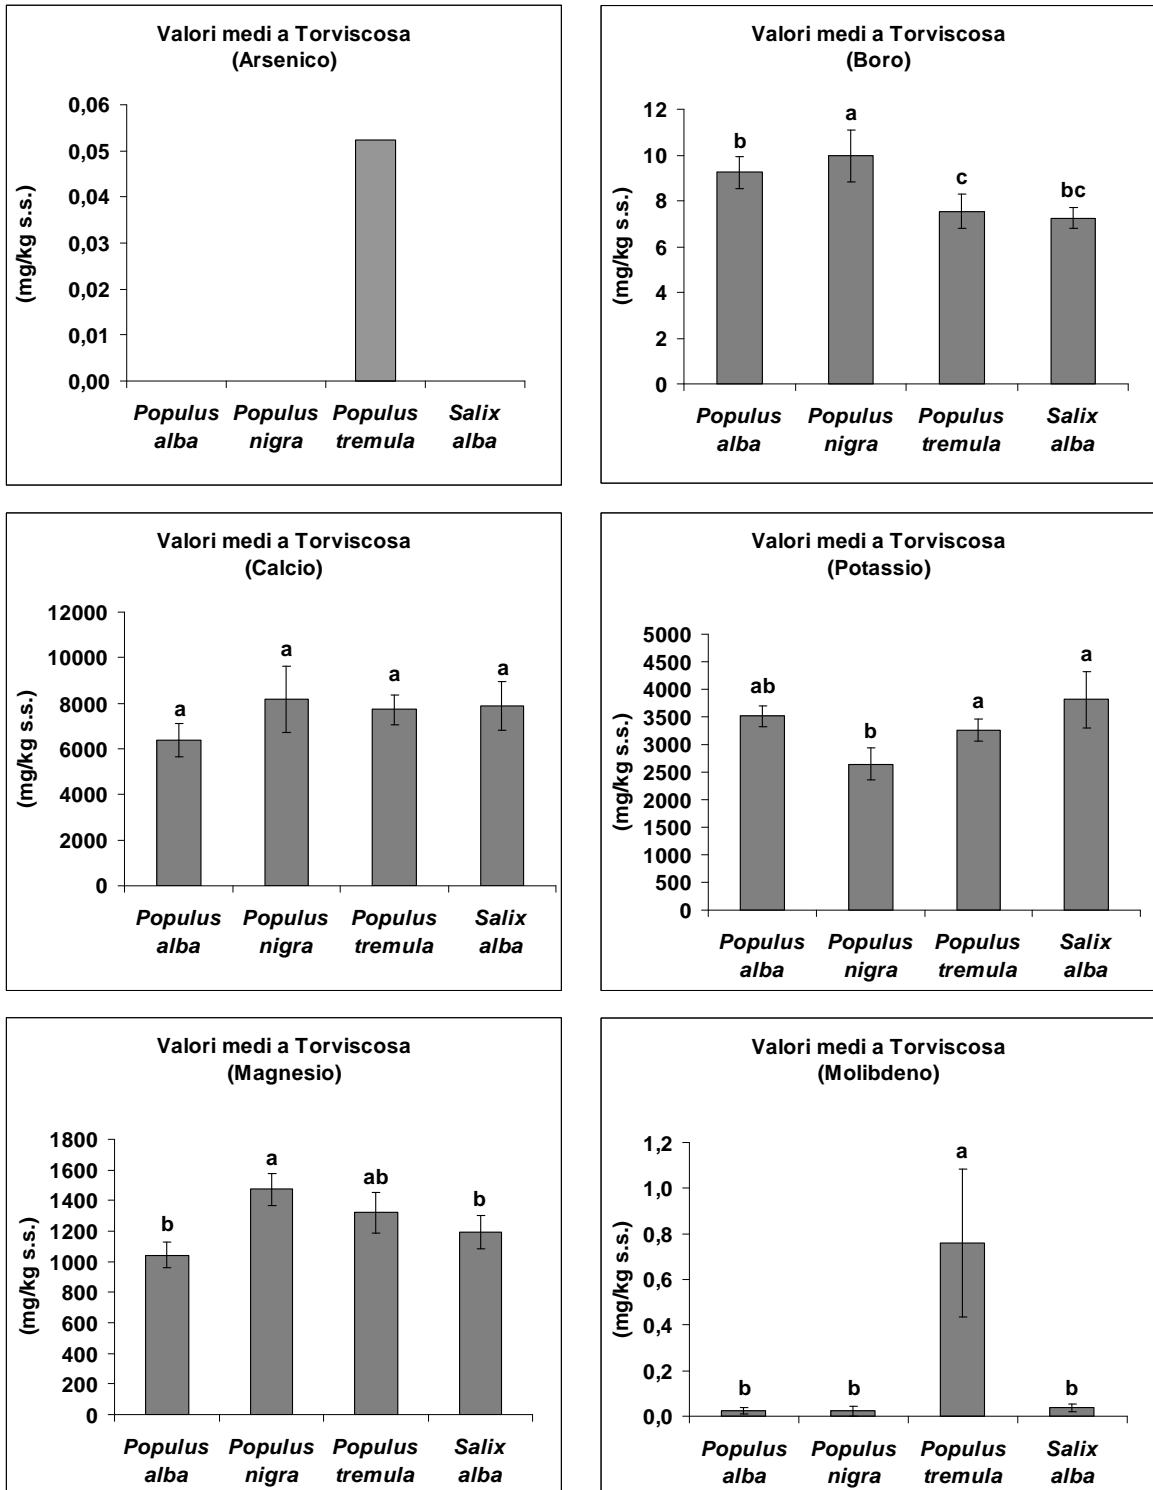 Valori medi a Torviscosa
(Arsenico)
(mg/kg s.s.)
0,06
0,05
0,04
0,03
0,02
0,01
0,00
Populus Populus Populus Salix
alba nigra tremula alba
Valori medi a Torviscosa
(Boro)
(mg/kg s.s.)
12
10
8
6
4
2
0
b a c bc
Populus Populus Populus Salix
alba nigra tremula alba
Valori medi a Torviscosa
(Calcio)
(mg/kg s.s.)
12000
10000
8000
6000
4000
2000
0
a a a a
Populus Populus Populus Salix
alba nigra tremula alba
Valori medi a Torviscosa
(Potassio)
(mg/kg s.s.)
5000
4500
4000
3500
3000
2500
2000
1500
1000
500
0
ab b a a
Populus Populus Populus Salix
alba nigra tremula alba
Valori medi a Torviscosa
(Magnesio)
(mg/kg s.s.)
1800
1600
1400
1200
1000
800
600
400
200
0
b a ab b
Populus Populus Populus Salix
alba nigra tremula alba
Valori medi a Torviscosa
(Molibdeno)
(mg/kg s.s.)
1,2
1,0
0,8
0,6
0,4
0,2
0,0
b b a b
Populus Populus Populus Salix
alba nigra tremula alba